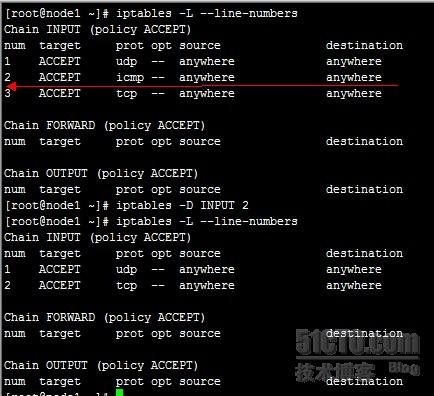 [root@node1 ~]# iptables -L --line-numbers
Chain INPUT (policy ACCEPT)
num  target     prot opt source               destination
1    ACCEPT     udp  --  anywhere             anywhere
2    ACCEPT     icmp --  anywhere             anywhere
3    ACCEPT     tcp  --  anywhere             anywhere
Chain FORWARD (policy ACCEPT)
num  target     prot opt source               destination
Chain OUTPUT (policy ACCEPT)
num  target     prot opt source               destination
[root@node1 ~]# iptables -D INPUT 2
[root@node1 ~]# iptables -L --line-numbers
Chain INPUT (policy ACCEPT)
num  target     prot opt source               destination
1    ACCEPT     udp  --  anywhere             anywhere
2    ACCEPT     tcp  --  anywhere             anywhere
Chain FORWARD (policy ACCEPT)
num  target     prot opt source               destination
51CTO.com
Chain OUTPUT (policy ACCEPT)
技术博客 Blog
num  target     prot opt source               destination